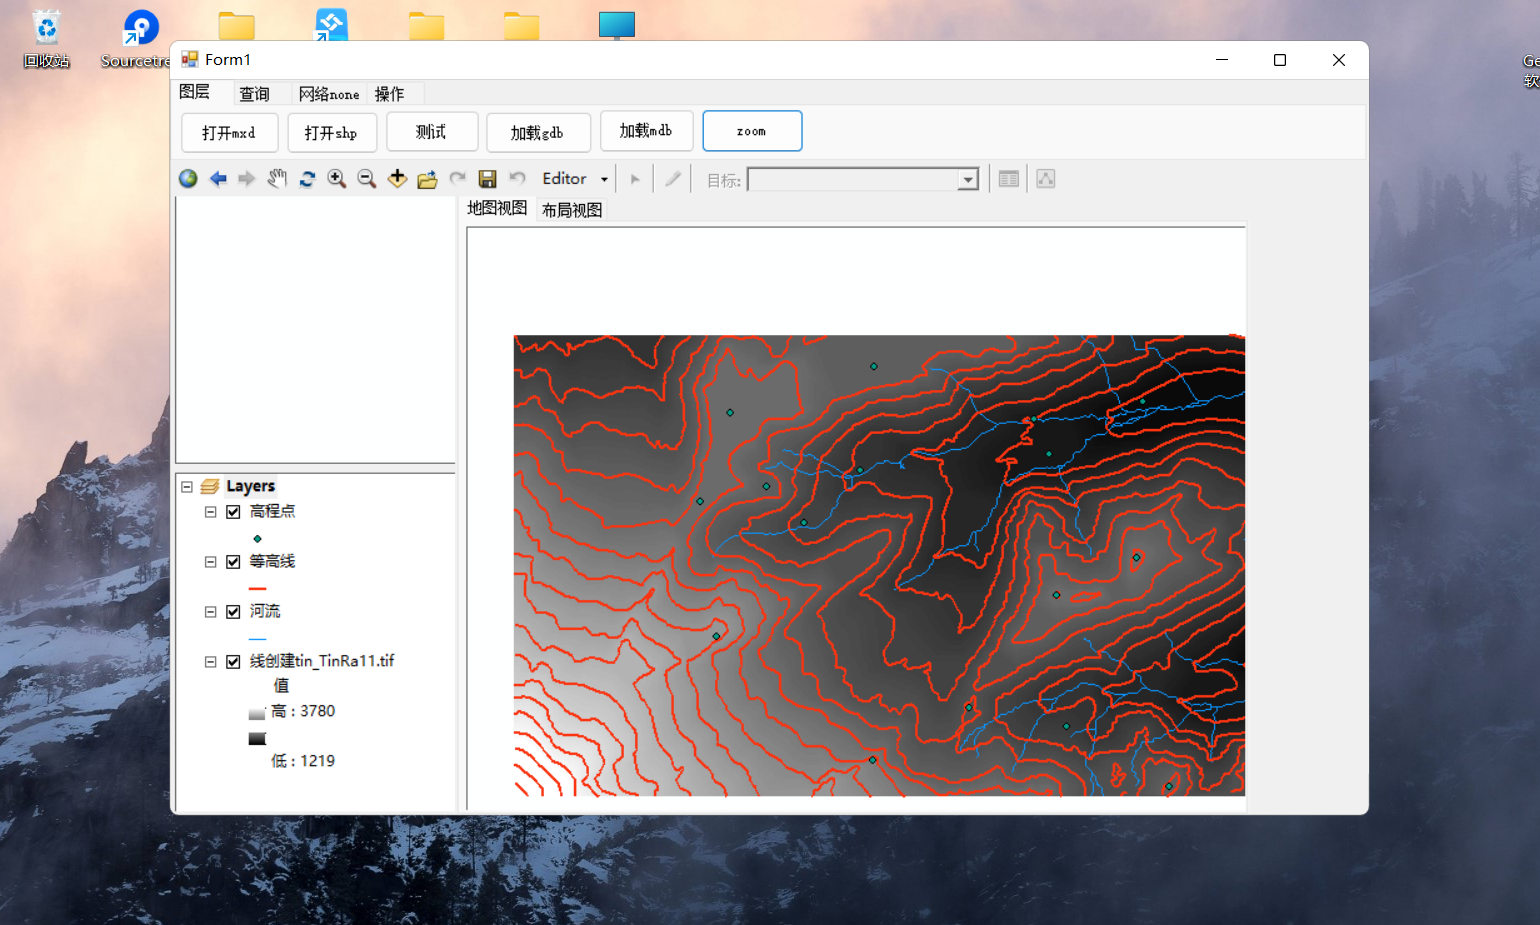 回收站
Sourcetre
Ge
软
Form1
图层 查询 网络none 操作
打开mxd 打开shp 测试 加载gdb 加载mdb zoom
Editor 目标:
地图视图 布局视图
Layers
高程点
等高线
河流
线创建tin_TinRa11.tif
值
高 : 3780
低 : 1219